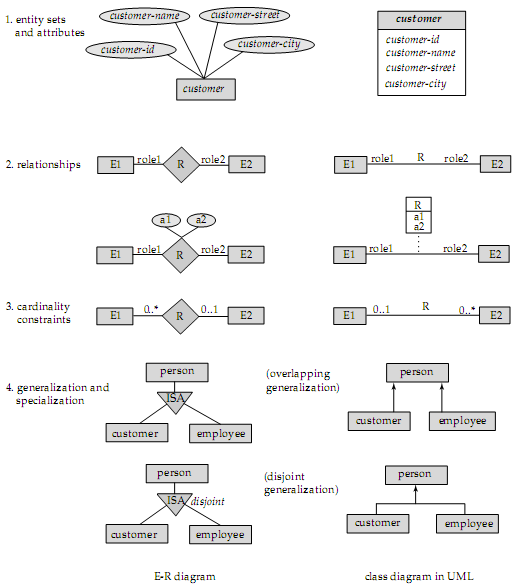 1. entity sets
and attributes
customer-name
customer-street
customer-id
customer-city
customer
customer
customer-id
customer-name
customer-street
customer-city
2. relationships
E1 role1 R role2 E2
E1 role1 R role2 E2
a1 a2
E1 role1 R role2 E2
R
a1
a2
E1 role1 role2 E2
3. cardinality
constraints
E1 0..* R 0..1 E2
E1 0..1 R 0..* E2
4. generalization and
specialization
person
ISA
customer employee
(overlapping
generalization)
person
customer employee
person
ISA disjoint
customer employee
(disjoint
generalization)
person
customer employee
E-R diagram
class diagram in UML